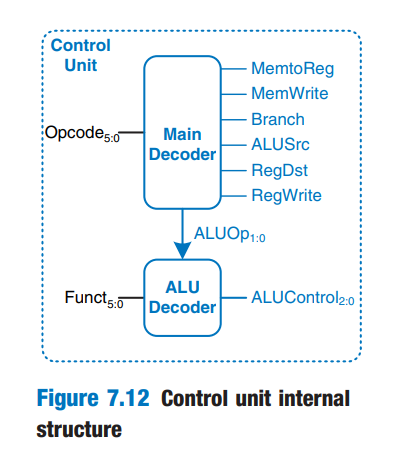 Control
Unit
MemtoReg
MemWrite
Branch
Opcode5:0
Main
Decoder
ALUSrc
RegDst
RegWrite
ALUOp1:0
Funct5:0
ALU
Decoder
ALUControl2:0
Figure 7.12 Control unit internal
structure